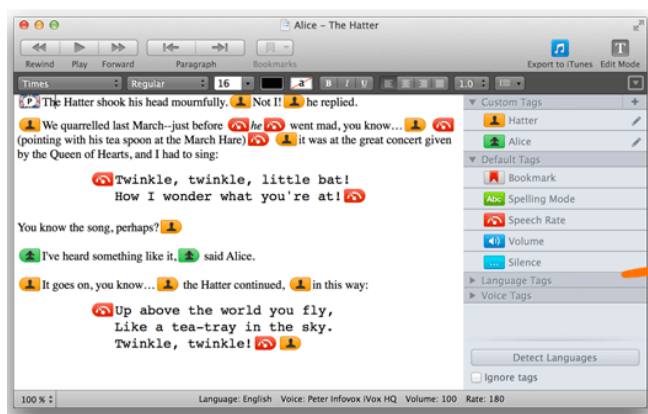 Alice – The Hatter
Rewind Play Forward Paragraph Bookmarks Export to iTunes Edit Mode
Times Regular 16 a B I U 1.0
P The Hatter shook his head mournfully. Not I! he replied.
We quarrelled last March--just before he went mad, you know…
(pointing with his tea spoon at the March Hare) it was at the great concert given
by the Queen of Hearts, and I had to sing:
Twinkle, twinkle, little bat!
How I wonder what you're at!
You know the song, perhaps?
I've heard something like it, said Alice.
It goes on, you know… the Hatter continued, in this way:
Up above the world you fly,
Like a tea-tray in the sky.
Twinkle, twinkle!
Custom Tags
Hatter
Alice
Default Tags
Bookmark
Abc Spelling Mode
Speech Rate
Volume
... Silence
Language Tags
Voice Tags
Detect Languages
Ignore tags
100 % Language: English Voice: Peter Infovox iVox HQ Volume: 100 Rate: 180